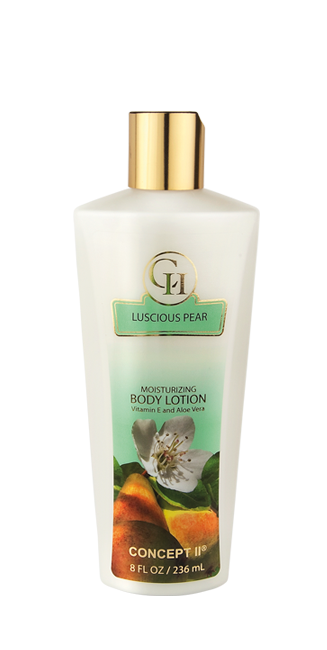 CH
LUSCIOUS PEAR
MOISTURIZING
BODY LOTION
Vitamin E and Aloe Vera
CONCEPT II®
8 FL OZ / 236 mL